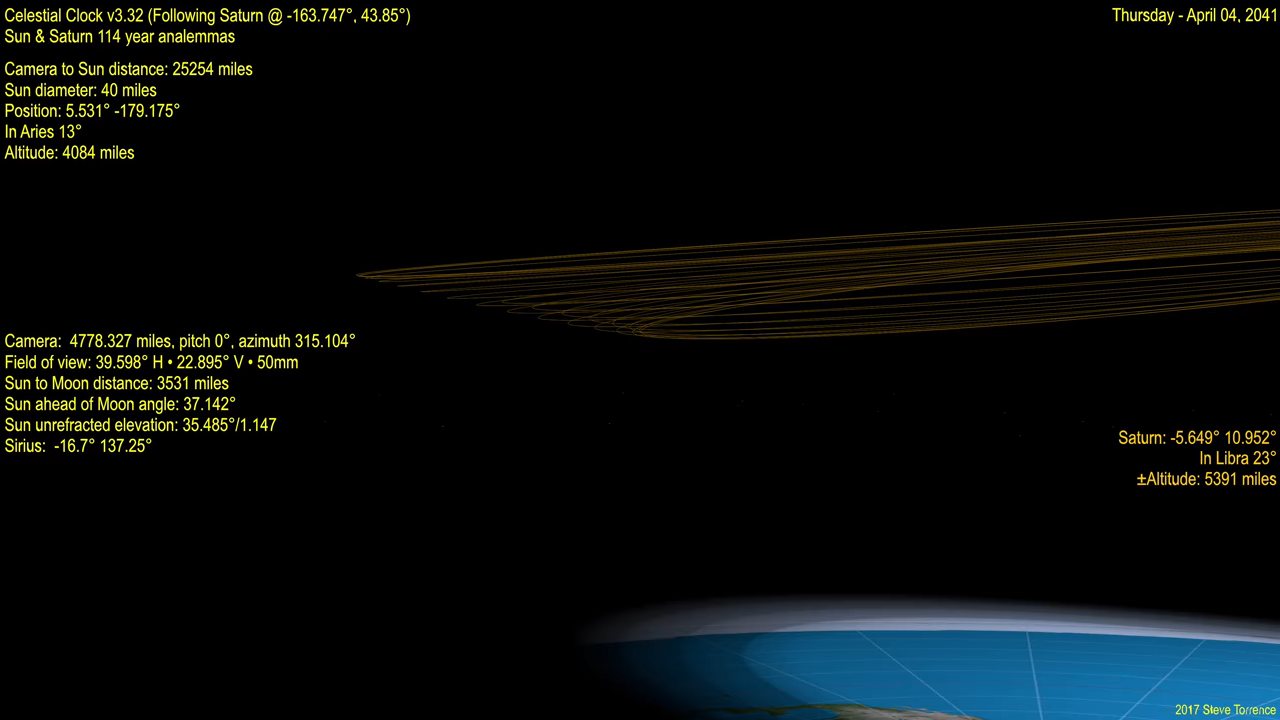 Celestial Clock v3.32 (Following Saturn @ -163.747°, 43.85°)
Thursday - April 04, 2041
Sun & Saturn 114 year analemmas
Camera to Sun distance: 25254 miles
Sun diameter: 40 miles
Position: 5.531° -179.175°
In Aries 13°
Altitude: 4084 miles
Camera:  4778.327 miles, pitch 0°, azimuth 315.104°
Field of view: 39.598° H • 22.895° V • 50mm
Sun to Moon distance: 3531 miles
Sun ahead of Moon angle: 37.142°
Sun unrefracted elevation: 35.485°/1.147
Sirius:  -16.7° 137.25°
Saturn: -5.649° 10.952°
In Libra 23°
±Altitude: 5391 miles
2017 Steve Torrence